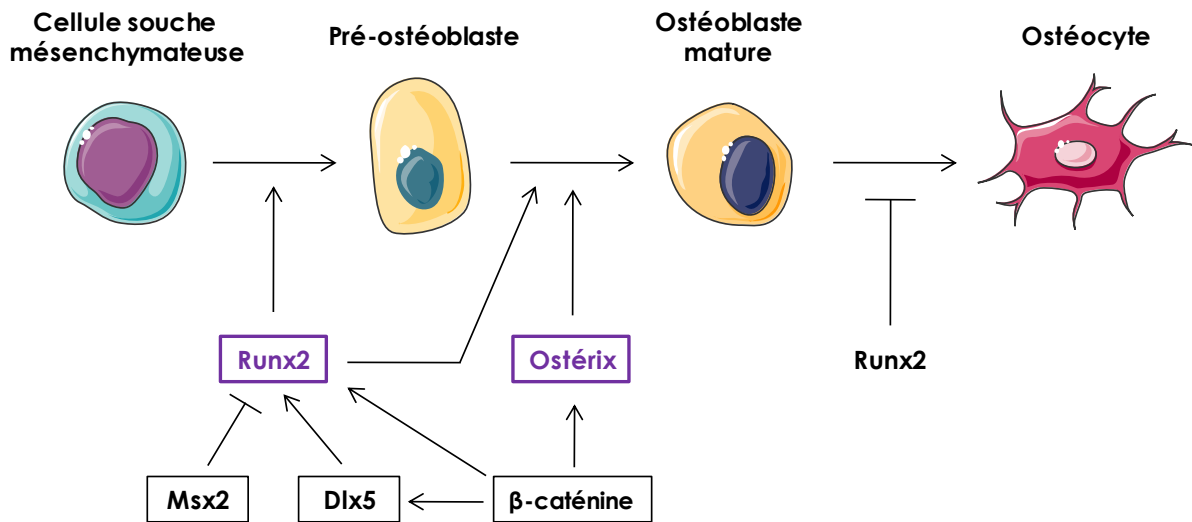 Cellule souche
mésenchymateuse
Pré-ostéoblaste
Ostéoblaste
mature
Ostéocyte
Runx2
Ostérix
Runx2
Msx2
Dlx5
β-caténine